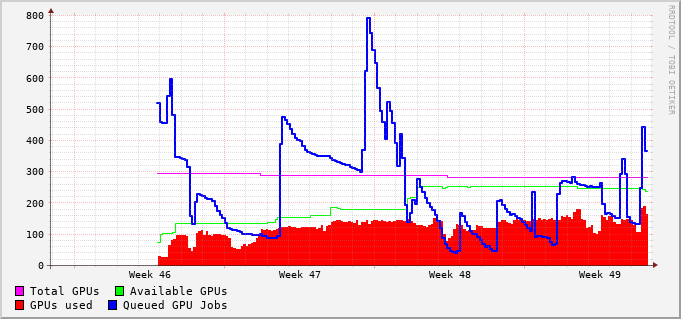 800
700
600
500
400
300
200
100
0
Week 46 Week 47 Week 48 Week 49
Total GPUs Available GPUs
GPUs used Queued GPU Jobs
RRDTOOL / TOBI OETIKER